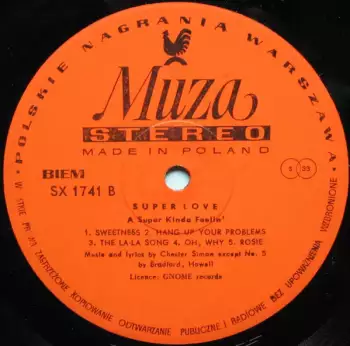 POLSKIE NAGRANIA WARSZAWA
Muza
STEREO
MADE IN POLAND
BIEM
SX 1741 B
S 33
SUPER LOVE
A Super Kinda Feelin'
1. SWEETNESS 2. HANG UP YOUR PROBLEMS
3. THE LA-LA SONG 4. OH, WHY 5. ROSIE
Music and lyrics by Chester Simon except No. 5
by Bradford, Howell
Licence: GNOME records
ZASTRZEŻONE KOPIOWANIE ODTWARZANIE PUBLICZNE I RADIOWE BEZ UPOWAŻNIENIA WZBRONIONE